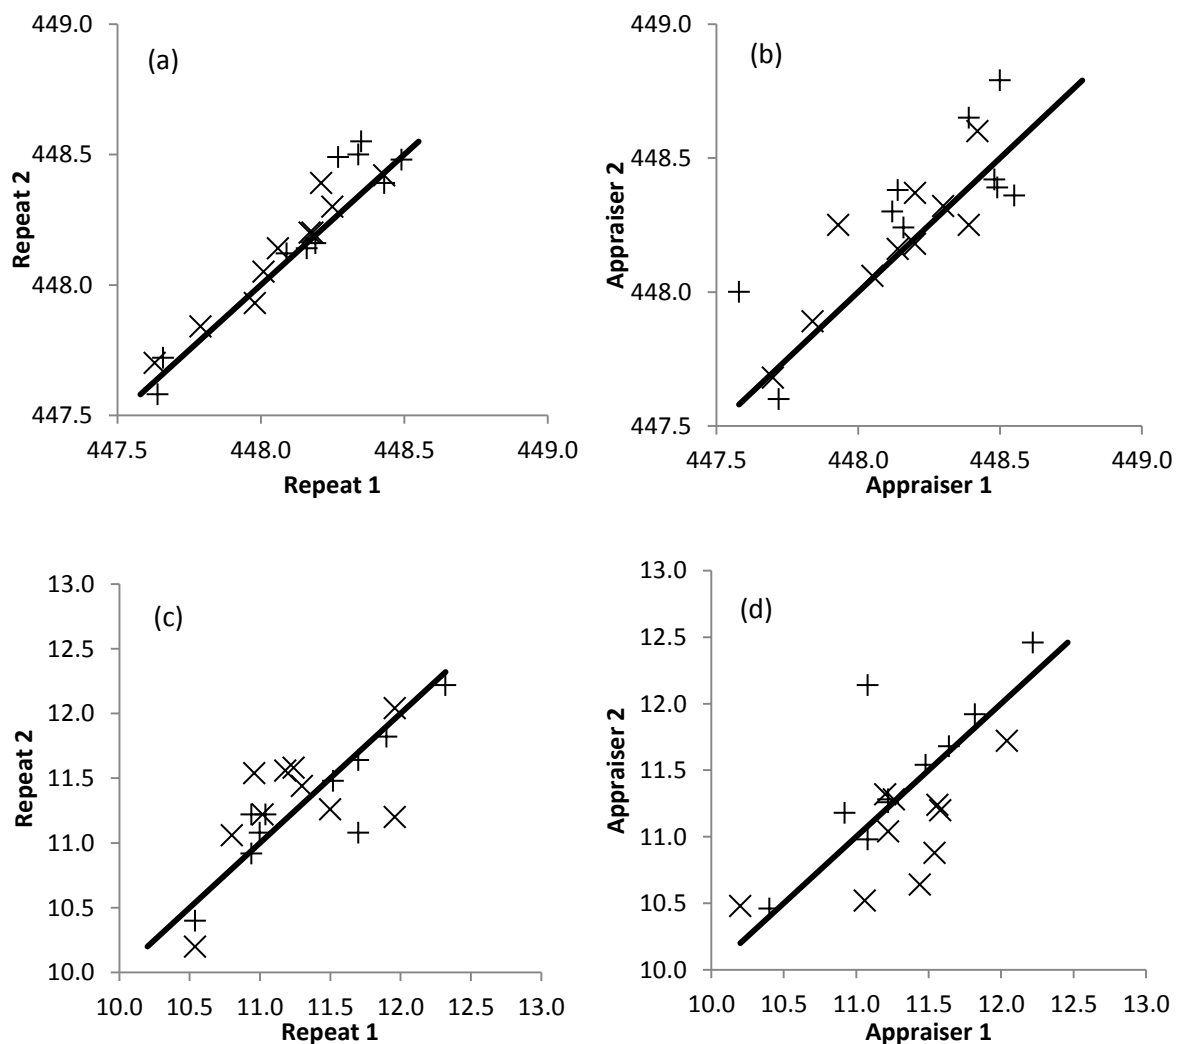 (a)
449.0
448.5
448.0
447.5
Repeat 2
447.5 448.0 448.5 449.0
Repeat 1
(b)
449.0
448.5
448.0
447.5
Appraiser 2
447.5 448.0 448.5 449.0
Appraiser 1
(c)
13.0
12.5
12.0
11.5
11.0
10.5
10.0
Repeat 2
10.0 10.5 11.0 11.5 12.0 12.5 13.0
Repeat 1
(d)
13.0
12.5
12.0
11.5
11.0
10.5
10.0
Appraiser 2
10.0 10.5 11.0 11.5 12.0 12.5 13.0
Appraiser 1